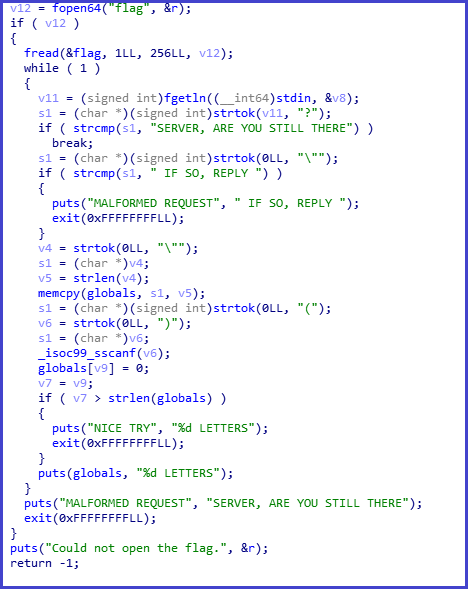 v12 = fopen64("flag", &r);
if ( v12 )
{
fread(&flag, 1LL, 256LL, v12);
while ( 1 )
{
v11 = (signed int)fgetln((__int64)stdin, &v8);
s1 = (char *)(signed int)strtok(v11, "?");
if ( strcmp(s1, "SERVER, ARE YOU STILL THERE") )
break;
s1 = (char *)(signed int)strtok(0LL, "\"");
if ( strcmp(s1, " IF SO, REPLY ") )
{
puts("MALFORMED REQUEST", " IF SO, REPLY ");
exit(0xFFFFFFFFLL);
}
v4 = strtok(0LL, "\"");
s1 = (char *)v4;
v5 = strlen(v4);
memcpy(globals, s1, v5);
s1 = (char *)(signed int)strtok(0LL, "(");
v6 = strtok(0LL, ")");
s1 = (char *)v6;
_isoc99_sscanf(v6);
globals[v9] = 0;
v7 = v9;
if ( v7 > strlen(globals) )
{
puts("NICE TRY", "%d LETTERS");
exit(0xFFFFFFFFLL);
}
puts(globals, "%d LETTERS");
}
puts("MALFORMED REQUEST", "SERVER, ARE YOU STILL THERE");
exit(0xFFFFFFFFLL);
}
puts("Could not open the flag.", &r);
return -1;